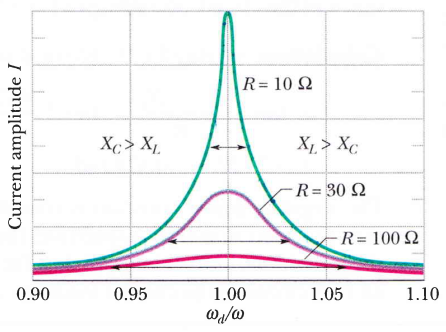 Current amplitude I
R = 10 Ω
X_C > X_L
X_L > X_C
R = 30 Ω
R = 100 Ω
0.90
0.95
1.00
1.05
1.10
ω_d/ω